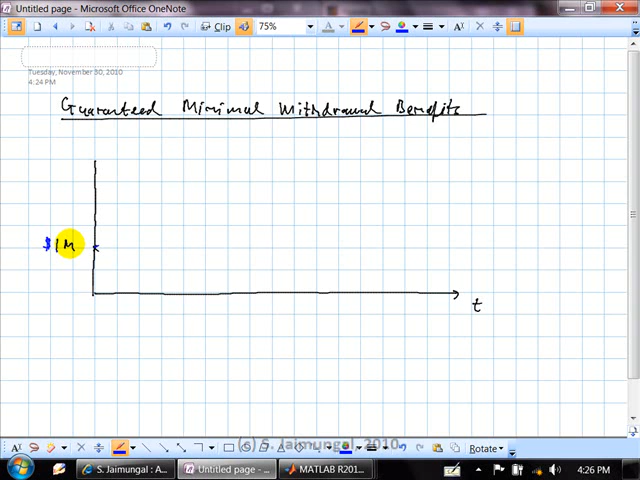 Untitled page - Microsoft Office OneNote
Clip
75%
Tuesday, November 30, 2010
4:24 PM
Guaranteed Minimal Withdrawal Benefits
$1M
t
(c) S. Jaimungal, 2010
Rotate
S. Jaimungal : A...
Untitled page - ...
MATLAB R201...
4:26 PM